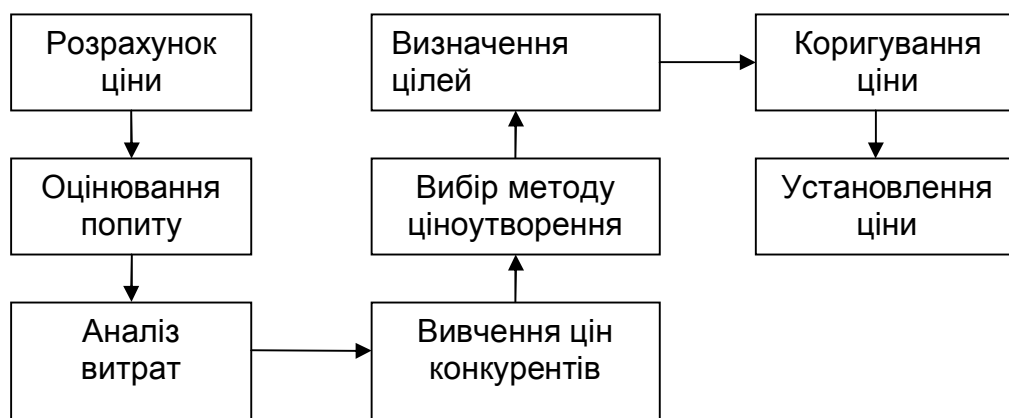 Розрахунок
ціни
Оцінювання
попиту
Аналіз
витрат
Вивчення цін
конкурентів
Вибір методу
ціноутворення
Визначення
цілей
Коригування
ціни
Установлення
ціни